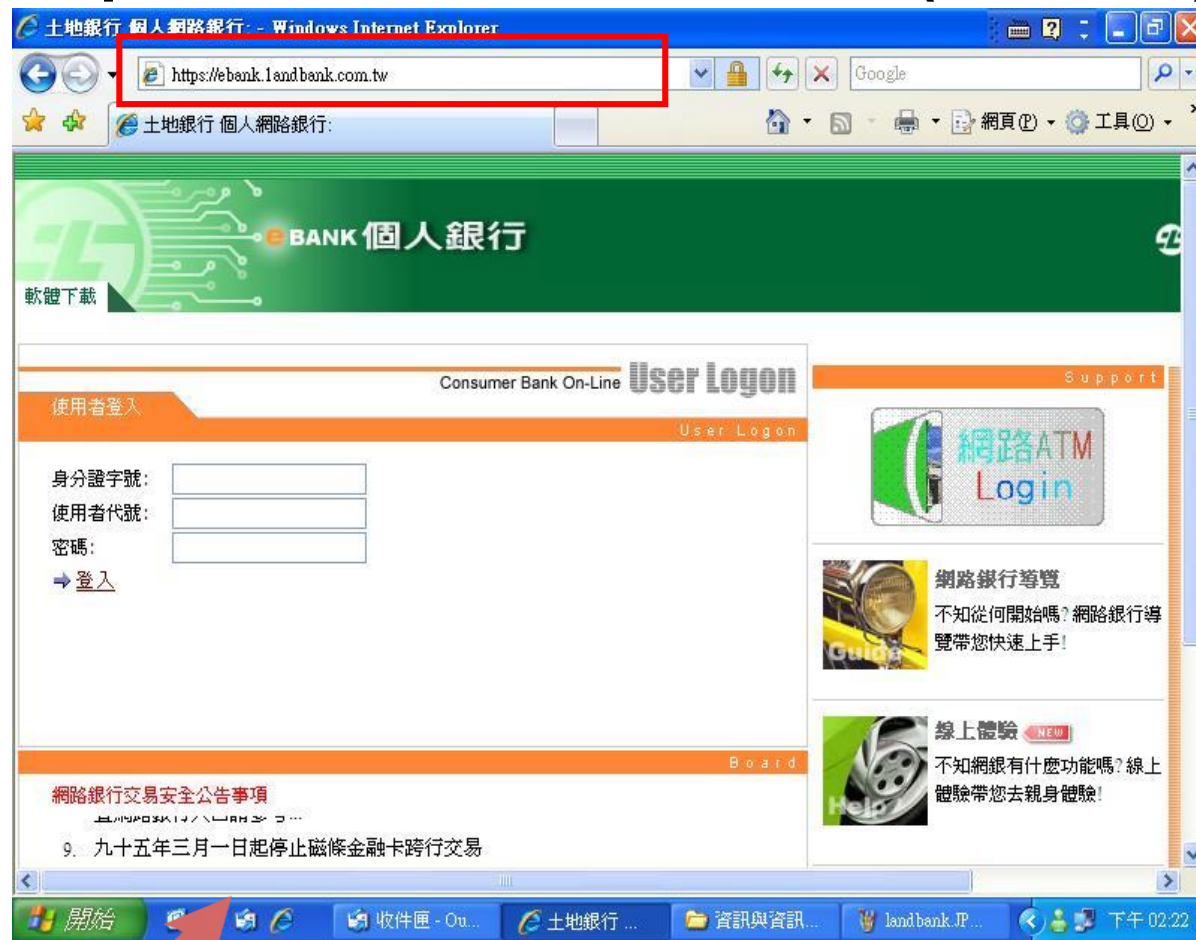 土地銀行 個人網路銀行: - Windows Internet Explorer
https://ebank.1andbank.com.tw
Google
土地銀行 個人網路銀行:
網頁(P)
工具(O)
eBANK 個人銀行
軟體下載
Consumer Bank On-Line User Logon
使用者登入
User Logon
身分證字號:
使用者代號:
密碼:
登入
Support
網路ATM
Login
Guide
網路銀行導覽
不知從何開始嗎? 網路銀行導
覽帶您快速上手!
Help
線上體驗 NEW
不知網銀有什麼功能嗎? 線上
體驗帶您去親身體驗!
Board
網路銀行交易安全公告事項
9. 九十五年三月一日起停止磁條金融卡跨行交易
開始
收件匣 - Ou...
土地銀行 ...
資訊與資訊...
landbank.JP...
下午 02:22